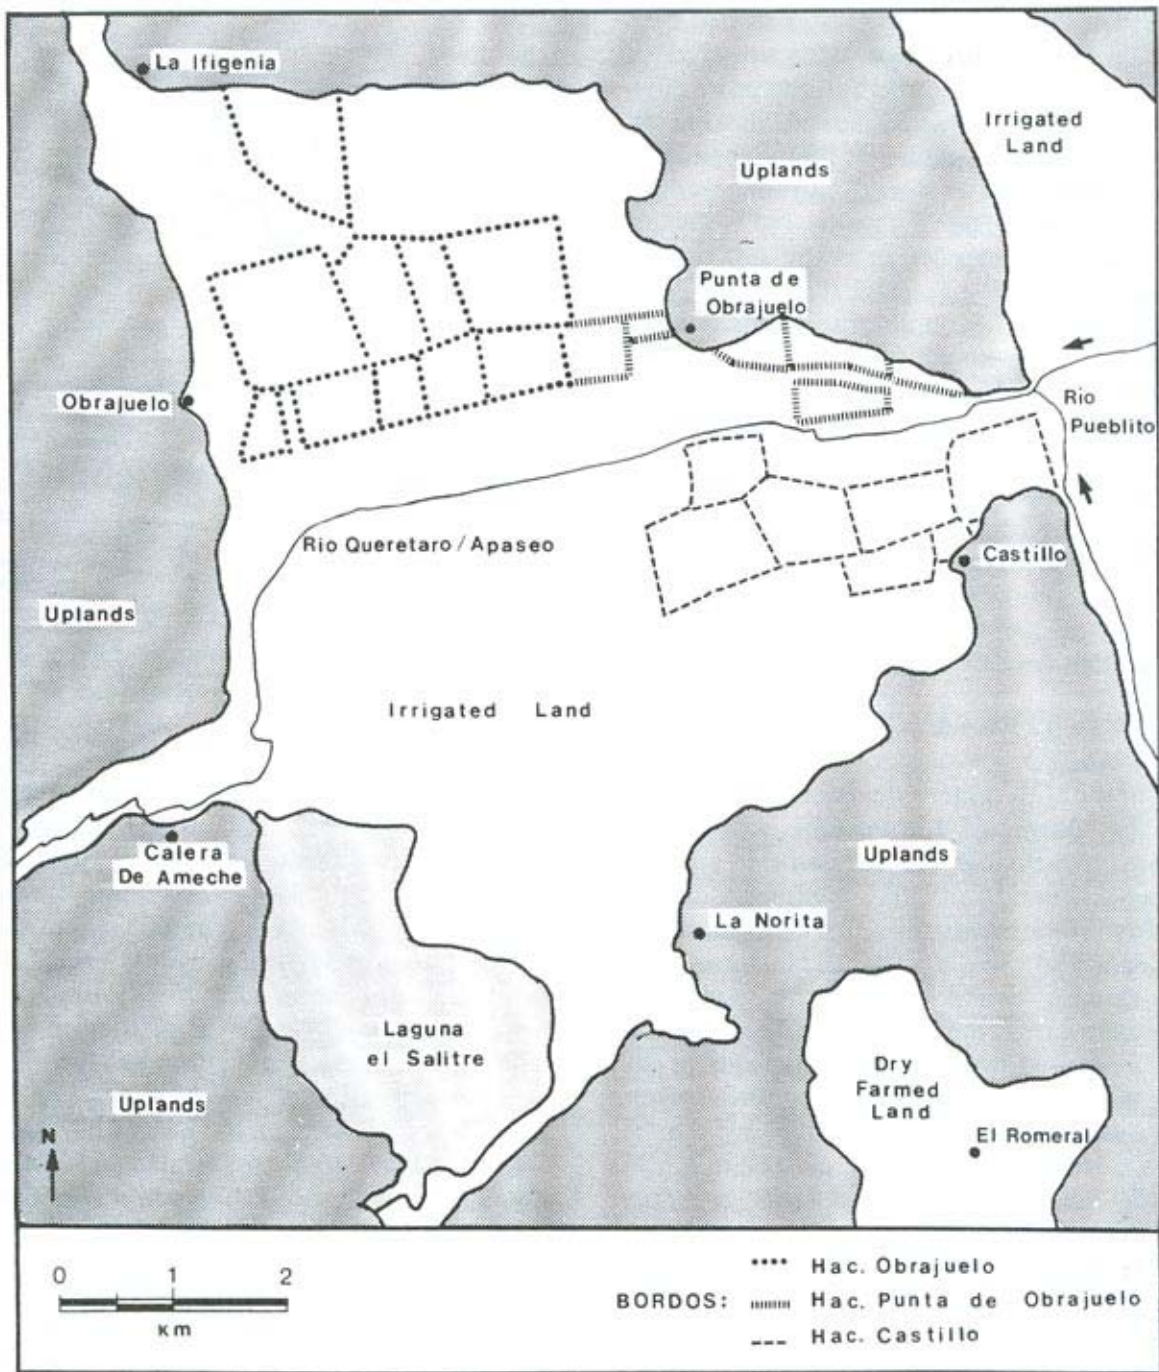 La Ifigenia
Irrigated
Land
Uplands
Punta de
Obrajuelo
Obrajuelo
Rio
Pueblito
Rio Queretaro / Apaseo
Castillo
Uplands
Irrigated Land
Calera
De Ameche
Uplands
La Norita
Laguna
el Salitre
Dry
Farmed
Land
Uplands
El Romeral
N
0 1 2
км
BORDOS:
Hac. Obrajuelo
Hac. Punta de Obrajuelo
Hac. Castillo